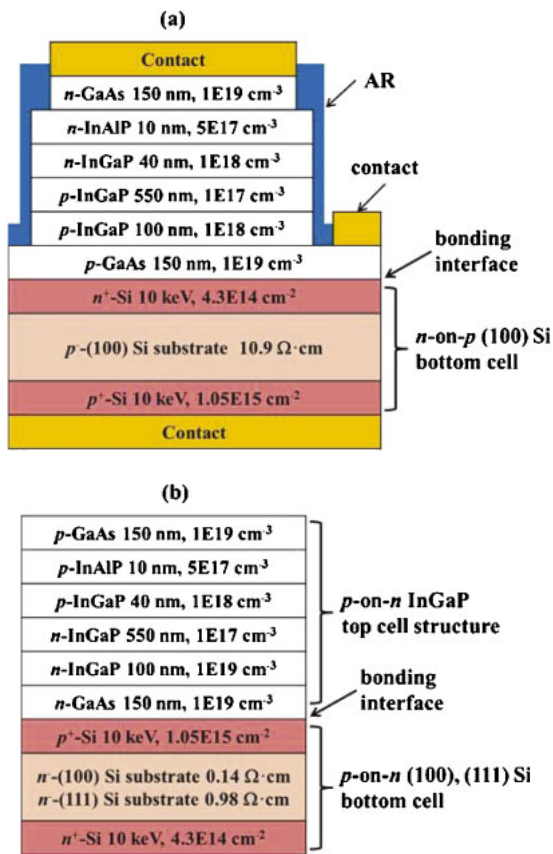 (a)
Contact
n-GaAs 150 nm, 1E19 cm⁻³
AR
n-InAlP 10 nm, 5E17 cm⁻³
n-InGaP 40 nm, 1E18 cm⁻³
p-InGaP 550 nm, 1E17 cm⁻³
contact
p-InGaP 100 nm, 1E18 cm⁻³
p-GaAs 150 nm, 1E19 cm⁻³
bonding
interface
n⁺-Si 10 keV, 4.3E14 cm⁻²
p⁻-(100) Si substrate 10.9 Ω·cm
n-on-p (100) Si
bottom cell
p⁺-Si 10 keV, 1.05E15 cm⁻²
Contact
(b)
p-GaAs 150 nm, 1E19 cm⁻³
p-InAlP 10 nm, 5E17 cm⁻³
p-InGaP 40 nm, 1E18 cm⁻³
n-InGaP 550 nm, 1E17 cm⁻³
p-on-n InGaP
top cell structure
n-InGaP 100 nm, 1E19 cm⁻³
n-GaAs 150 nm, 1E19 cm⁻³
bonding
interface
p⁺-Si 10 keV, 1.05E15 cm⁻²
n⁻-(100) Si substrate 0.14 Ω·cm
n⁻-(111) Si substrate 0.98 Ω·cm
p-on-n (100), (111) Si
bottom cell
n⁺-Si 10 keV, 4.3E14 cm⁻²